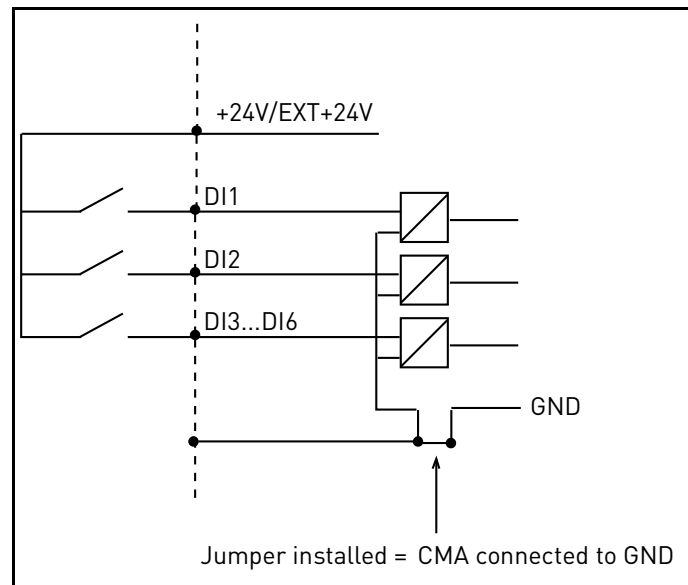 +24V/EXT+24V
DI1
DI2
DI3...DI6
GND
Jumper installed = CMA connected to GND